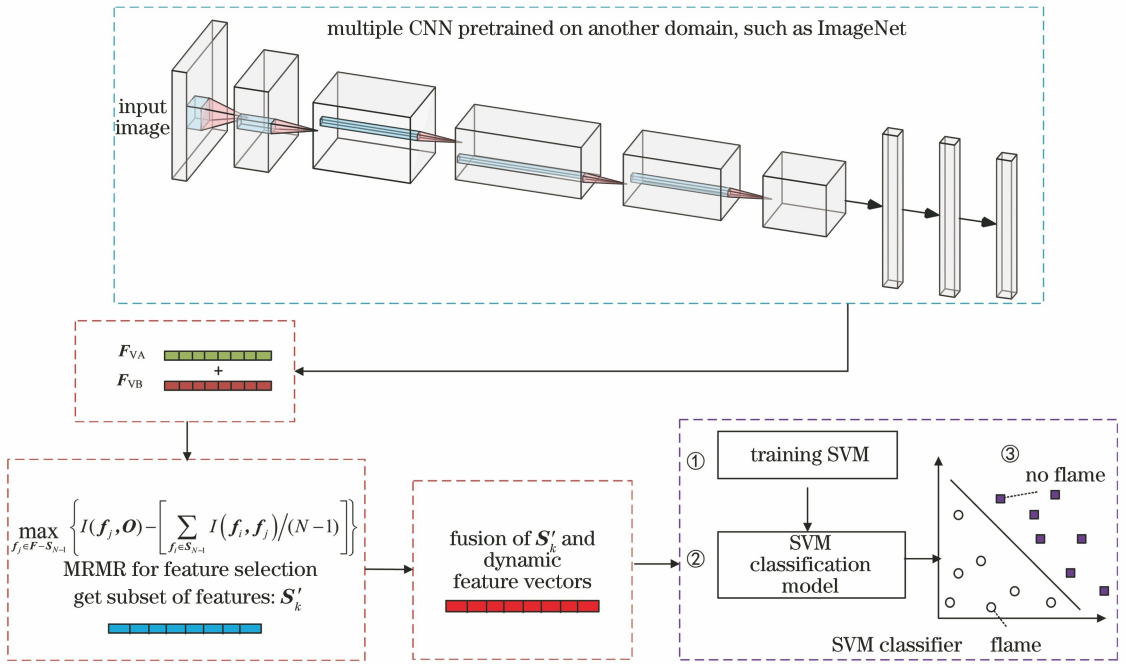 multiple CNN pretrained on another domain, such as ImageNet
input
image
F_VA
+
F_VB
max_{f_j∈F−S_{N−1}} {I(f_j,O)−[∑_{f_i∈S_{N−1}} I(f_i,f_j)/(N−1)]}
MRMR for feature selection
get subset of features: S′_k
fusion of S′_k and
dynamic
feature vectors
① training SVM
② SVM
classification
model
③
no flame
SVM classifier flame